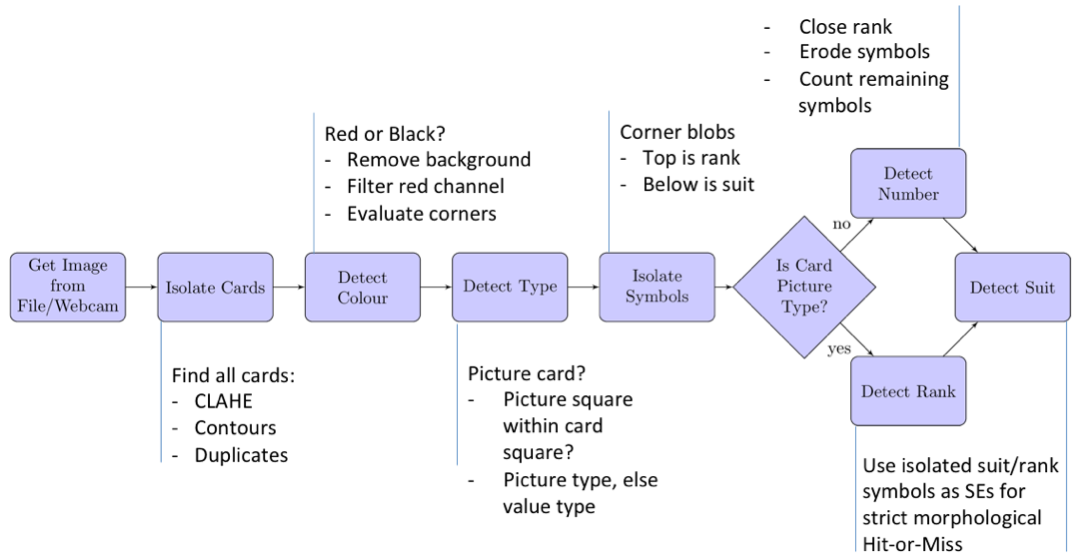 - Close rank
- Erode symbols
- Count remaining
symbols
Red or Black?
- Remove background
- Filter red channel
- Evaluate corners
Corner blobs
- Top is rank
- Below is suit
Detect
Number
no
Get Image
from
File/Webcam
Isolate Cards
Detect
Colour
Detect Type
Isolate
Symbols
Is Card
Picture
Type?
Detect Suit
yes
Detect Rank
Find all cards:
- CLAHE
- Contours
- Duplicates
Picture card?
- Picture square
within card
square?
- Picture type, else
value type
Use isolated suit/rank
symbols as SEs for
strict morphological
Hit-or-Miss